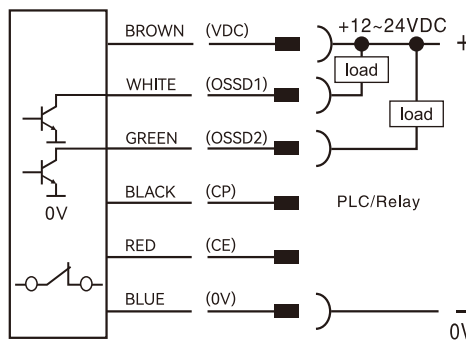 BROWN (VDC) +12~24VDC +
load
WHITE (OSSD1)
load
GREEN (OSSD2)
0V
BLACK (CP) PLC/Relay
RED (CE)
BLUE (0V) −
0V